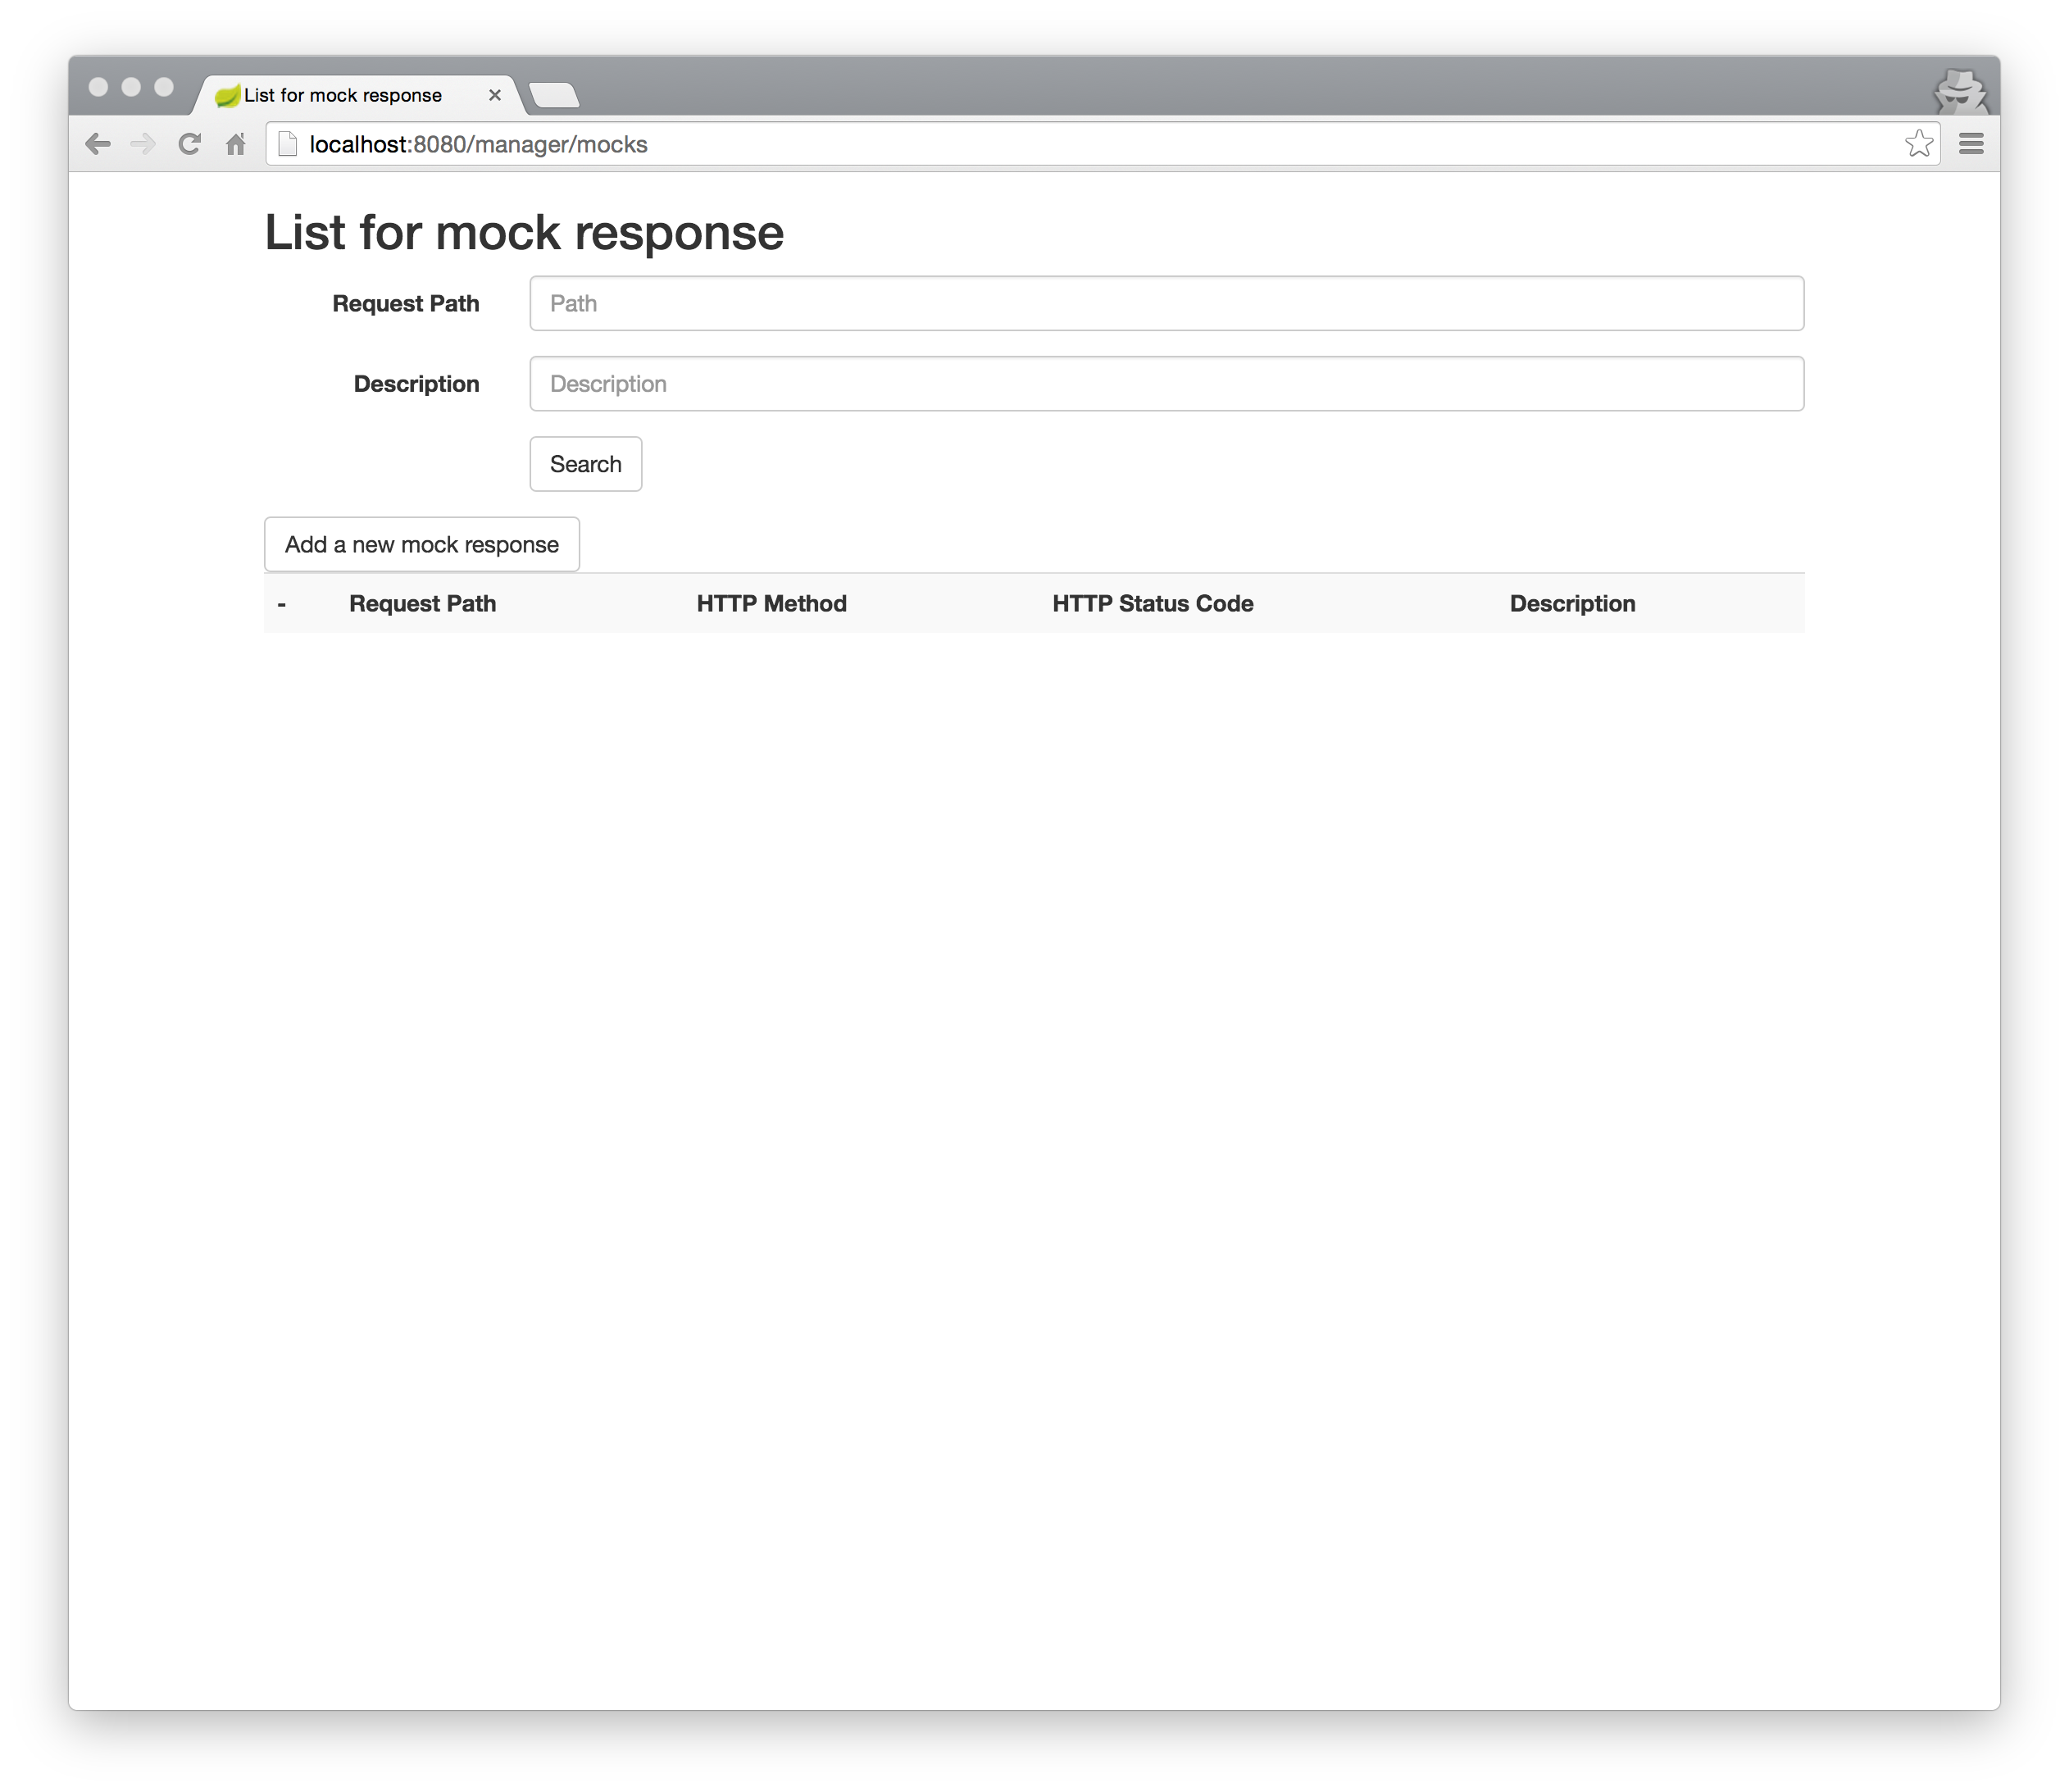 List for mock response
localhost:8080/manager/mocks
List for mock response
Request Path Path
Description Description
Search
Add a new mock response
- Request Path HTTP Method HTTP Status Code Description